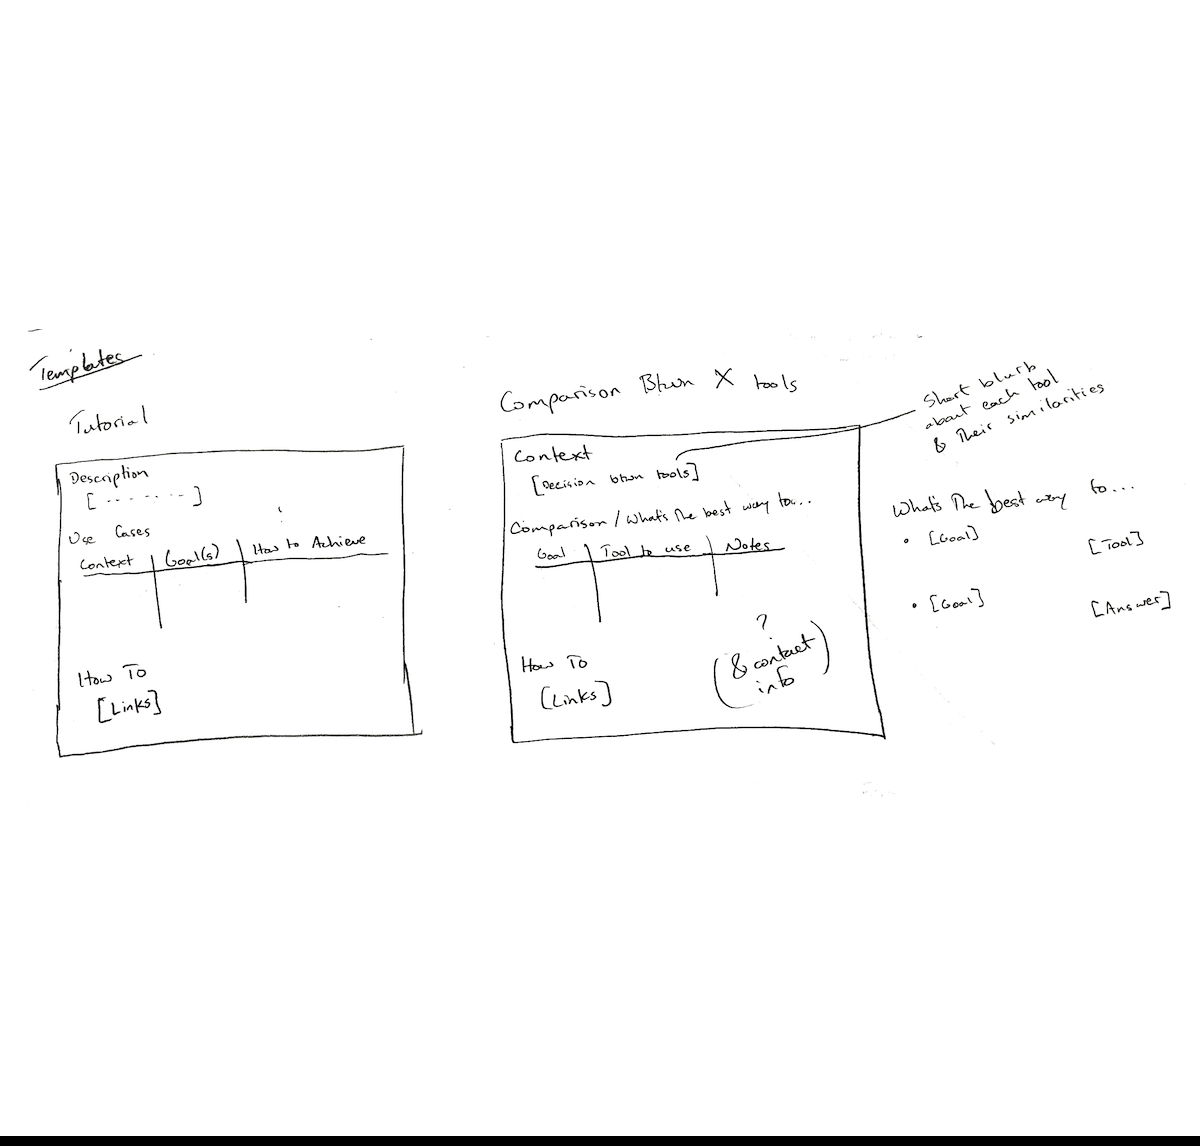 Templates
Tutorial
Description
[ ....... ]
Use Cases
Context Goal(s) How to Achieve
How To
[Links]
Comparison Btwn X tools
Context
[Decision btwn tools]
Comparison / What's the best way to...
Goal Tool to use Notes
How To
[Links]
?
(& contact
info)
Short blurb
about each tool
& their similarities
What's the best way to...
• [Goal] [Tool]
• [Goal] [Answer]